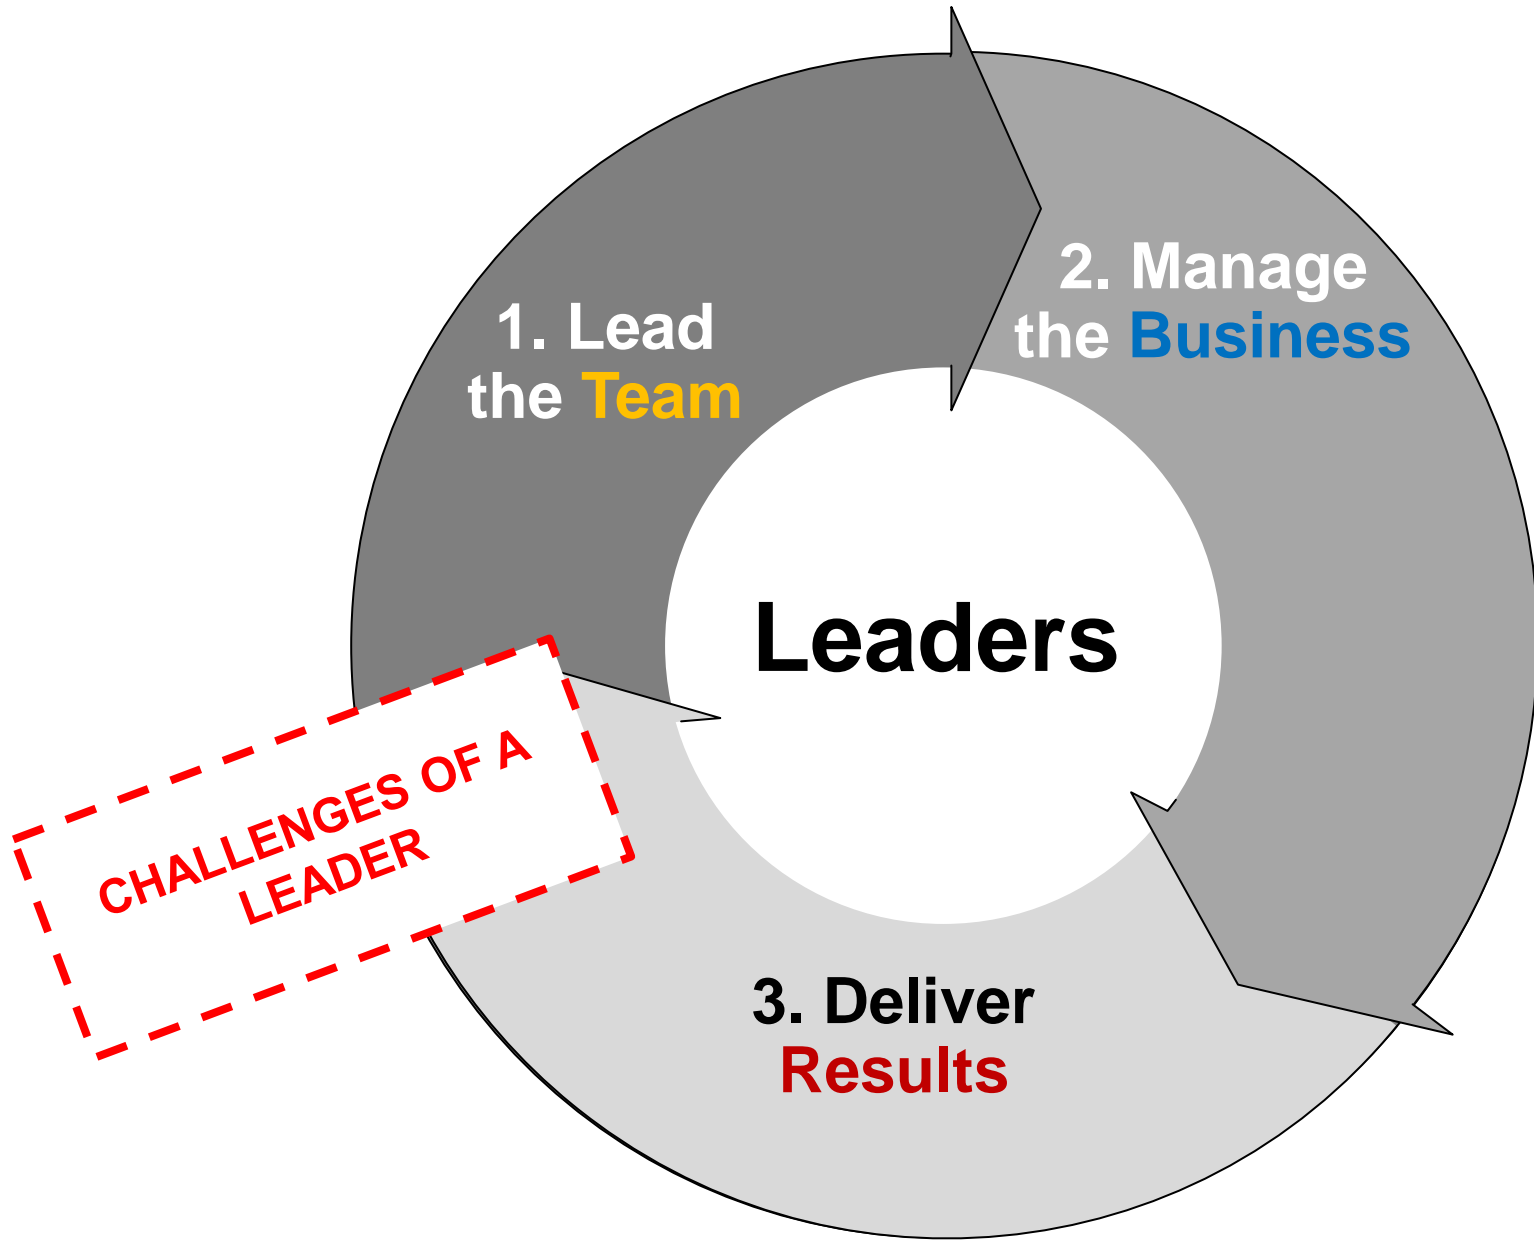 1. Lead
the Team
2. Manage
the Business
Leaders
CHALLENGES OF A
LEADER
3. Deliver
Results